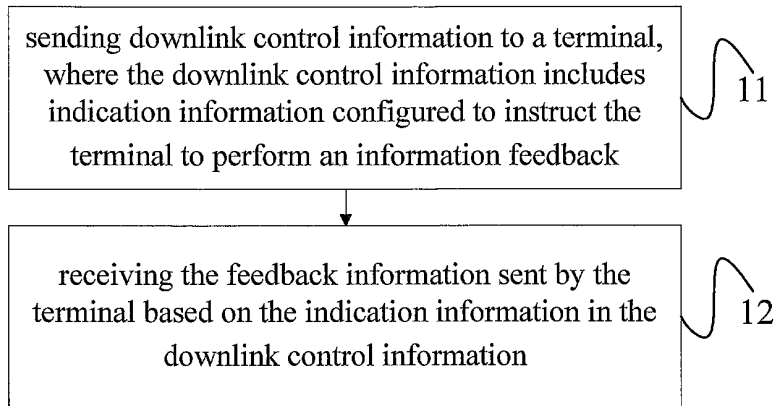 sending downlink control information to a terminal,
where the downlink control information includes
indication information configured to instruct the
terminal to perform an information feedback
11
receiving the feedback information sent by the
terminal based on the indication information in the
downlink control information
12